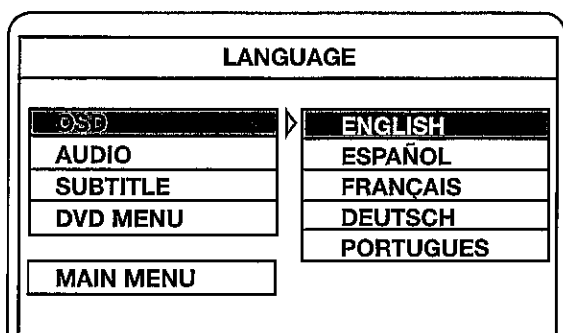 LANGUAGE
OSD
AUDIO
SUBTITLE
DVD MENU
MAIN MENU
ENGLISH
ESPAÑOL
FRANÇAIS
DEUTSCH
PORTUGUES